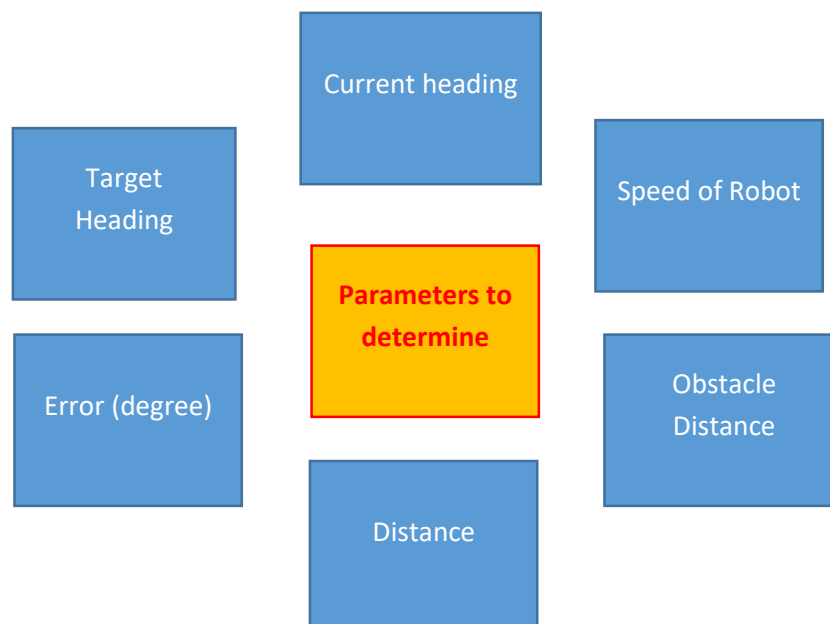 Current heading
Target
Heading
Speed of Robot
Parameters to
determine
Error (degree)
Obstacle
Distance
Distance